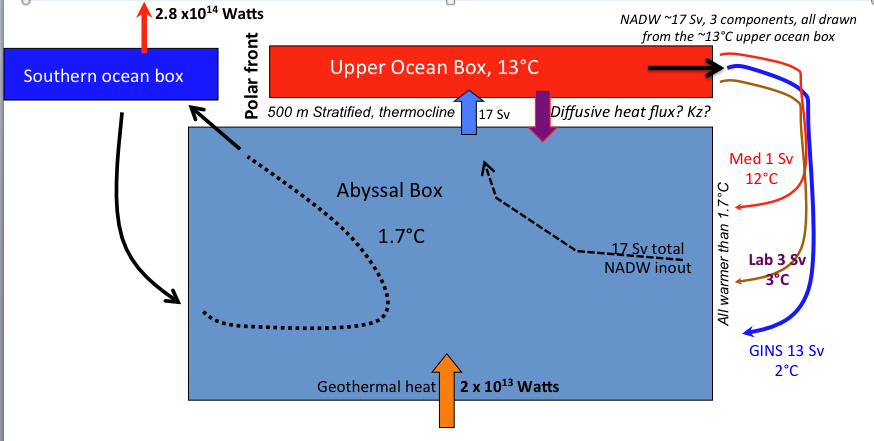 2.8 x10¹⁴ Watts
NADW ~17 Sv, 3 components, all drawn
from the ~13°C upper ocean box
Southern ocean box
Polar front
Upper Ocean Box, 13°C
500 m Stratified, thermocline
17 Sv
Diffusive heat flux? Kz?
Med 1 Sv
12°C
Abyssal Box
1.7°C
17 Sv total
NADW inout
All warmer than 1.7°C
Lab 3 Sv
3°C
GINS 13 Sv
2°C
Geothermal heat
2 x 10¹³ Watts